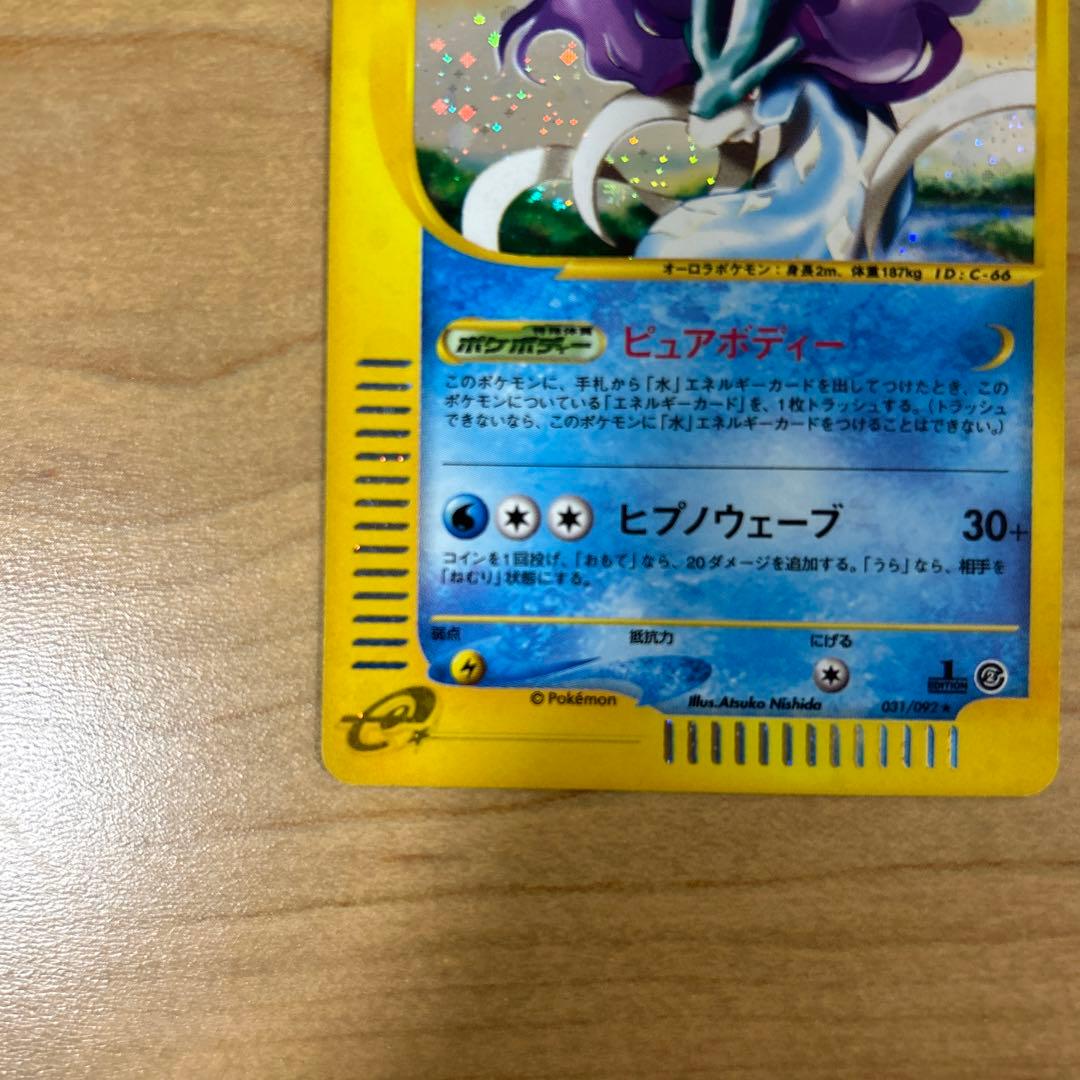 オーロラポケモン：身長2m、体重187kg ID：C-66
特殊体質
ポケボディー ピュアボディー
このポケモンに、手札から「水」エネルギーカードを出してつけたとき、この
ポケモンについている「エネルギーカード」を、1枚トラッシュする。（トラッシュ
できないなら、このポケモンに「水」エネルギーカードをつけることはできない。）
ヒプノウェーブ 30+
コインを1回投げ、「おもて」なら、20ダメージを追加する。「うら」なら、相手を
「ねむり」状態にする。
弱点 抵抗力 にげる
1
EDITION
© Pokémon Illus. Atsuko Nishida 031/092★
e